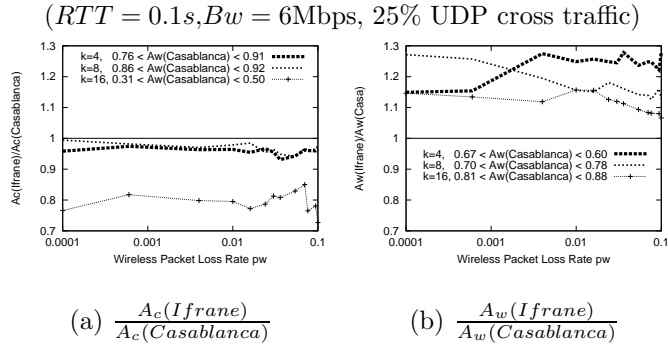 (RTT = 0.1s,Bw = 6Mbps, 25% UDP cross traffic)
Ac(Ifrane)/Ac(Casablanca)
1.3
1.2
1.1
1
0.9
0.8
0.7
k=4, 0.76 < Aw(Casablanca) < 0.91
k=8, 0.86 < Aw(Casablanca) < 0.92
k=16, 0.31 < Aw(Casablanca) < 0.50
0.0001 0.001 0.01 0.1
Wireless Packet Loss Rate pw
(a) A_c(Ifrane)
A_c(Casablanca)
Aw(Ifrane)/Aw(Casa)
1.3
1.2
1.1
1
0.9
0.8
0.7
k=4, 0.67 < Aw(Casablanca) < 0.60
k=8, 0.70 < Aw(Casablanca) < 0.78
k=16, 0.81 < Aw(Casablanca) < 0.88
0.0001 0.001 0.01 0.1
Wireless Packet Loss Rate pw
(b) A_w(Ifrane)
A_w(Casablanca)